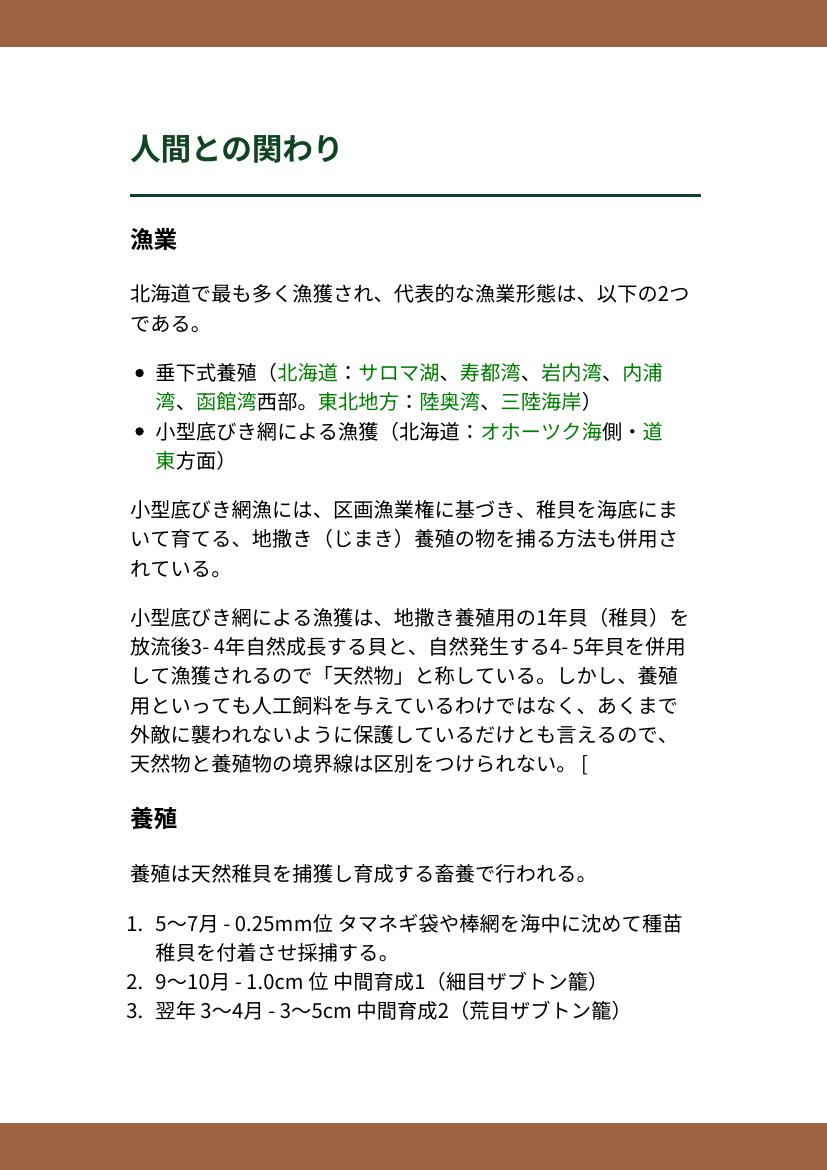 人間との関わり
漁業
北海道で最も多く漁獲され、代表的な漁業形態は、以下の2つ
である。
• 垂下式養殖（北海道：サロマ湖、寿都湾、岩内湾、内浦
湾、函館湾西部。東北地方：陸奥湾、三陸海岸）
• 小型底びき網による漁獲（北海道：オホーツク海側・道
東方面）
小型底びき網漁には、区画漁業権に基づき、稚貝を海底にま
いて育てる、地撒き（じまき）養殖の物を捕る方法も併用さ
れている。
小型底びき網による漁獲は、地撒き養殖用の1年貝（稚貝）を
放流後3- 4年自然成長する貝と、自然発生する4- 5年貝を併用
して漁獲されるので「天然物」と称している。しかし、養殖
用といっても人工飼料を与えているわけではなく、あくまで
外敵に襲われないように保護しているだけとも言えるので、
天然物と養殖物の境界線は区別をつけられない。 [
養殖
養殖は天然稚貝を捕獲し育成する畜養で行われる。
1. 5〜7月 - 0.25mm位 タマネギ袋や棒網を海中に沈めて種苗
稚貝を付着させ採捕する。
2. 9〜10月 - 1.0cm 位 中間育成1（細目ザブトン籠）
3. 翌年 3〜4月 - 3〜5cm 中間育成2（荒目ザブトン籠）